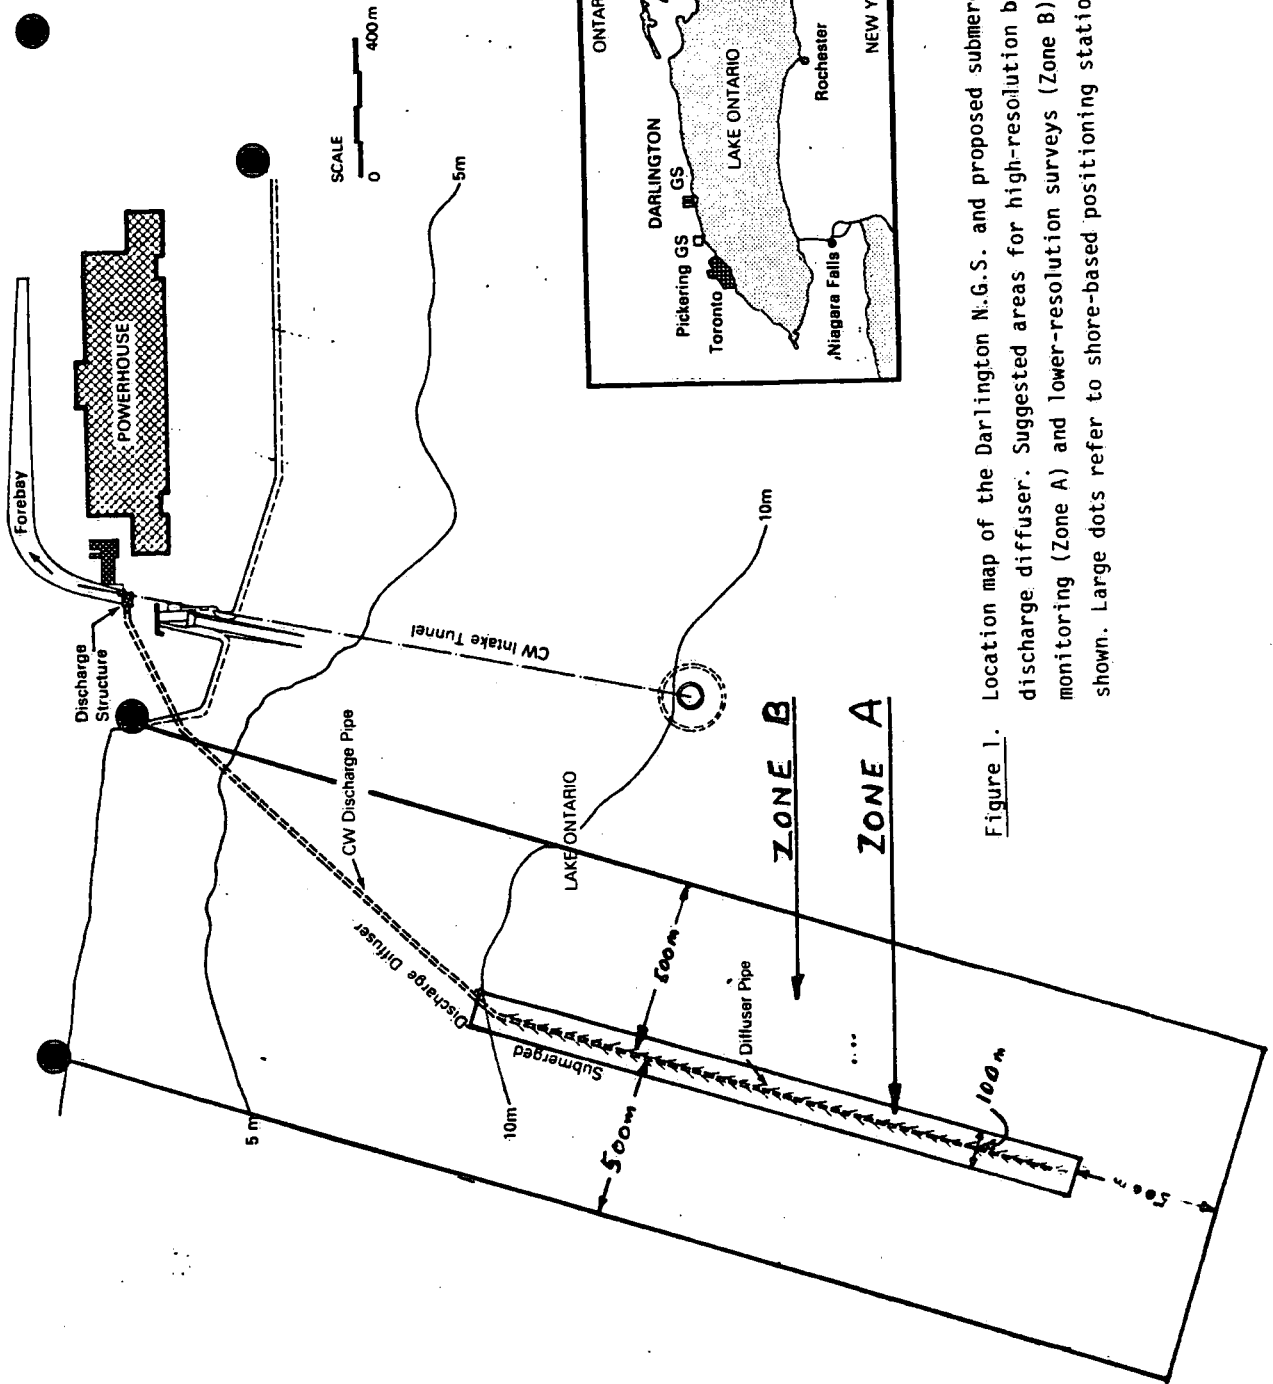 Forebay
POWERHOUSE
Discharge
Structure
SCALE
0
400m
5m
CW Intake Tunnel
CW Discharge Pipe
LAKE ONTARIO
10m
Submerged
Discharge Diffuser
5 m
10m
500m
500m
Diffuser Pipe
100m
500m
ZONE B
ZONE A
DARLINGTON
GS
Pickering GS
Toronto
LAKE ONTARIO
Rochester
Niagara Falls
ONTAR
NEW Y
Figure 1. Location map of the Darlington N.G.S. and proposed submer
discharge diffuser. Suggested areas for high-resolution b
monitoring (Zone A) and lower-resolution surveys (Zone B)
shown. Large dots refer to shore-based positioning statio